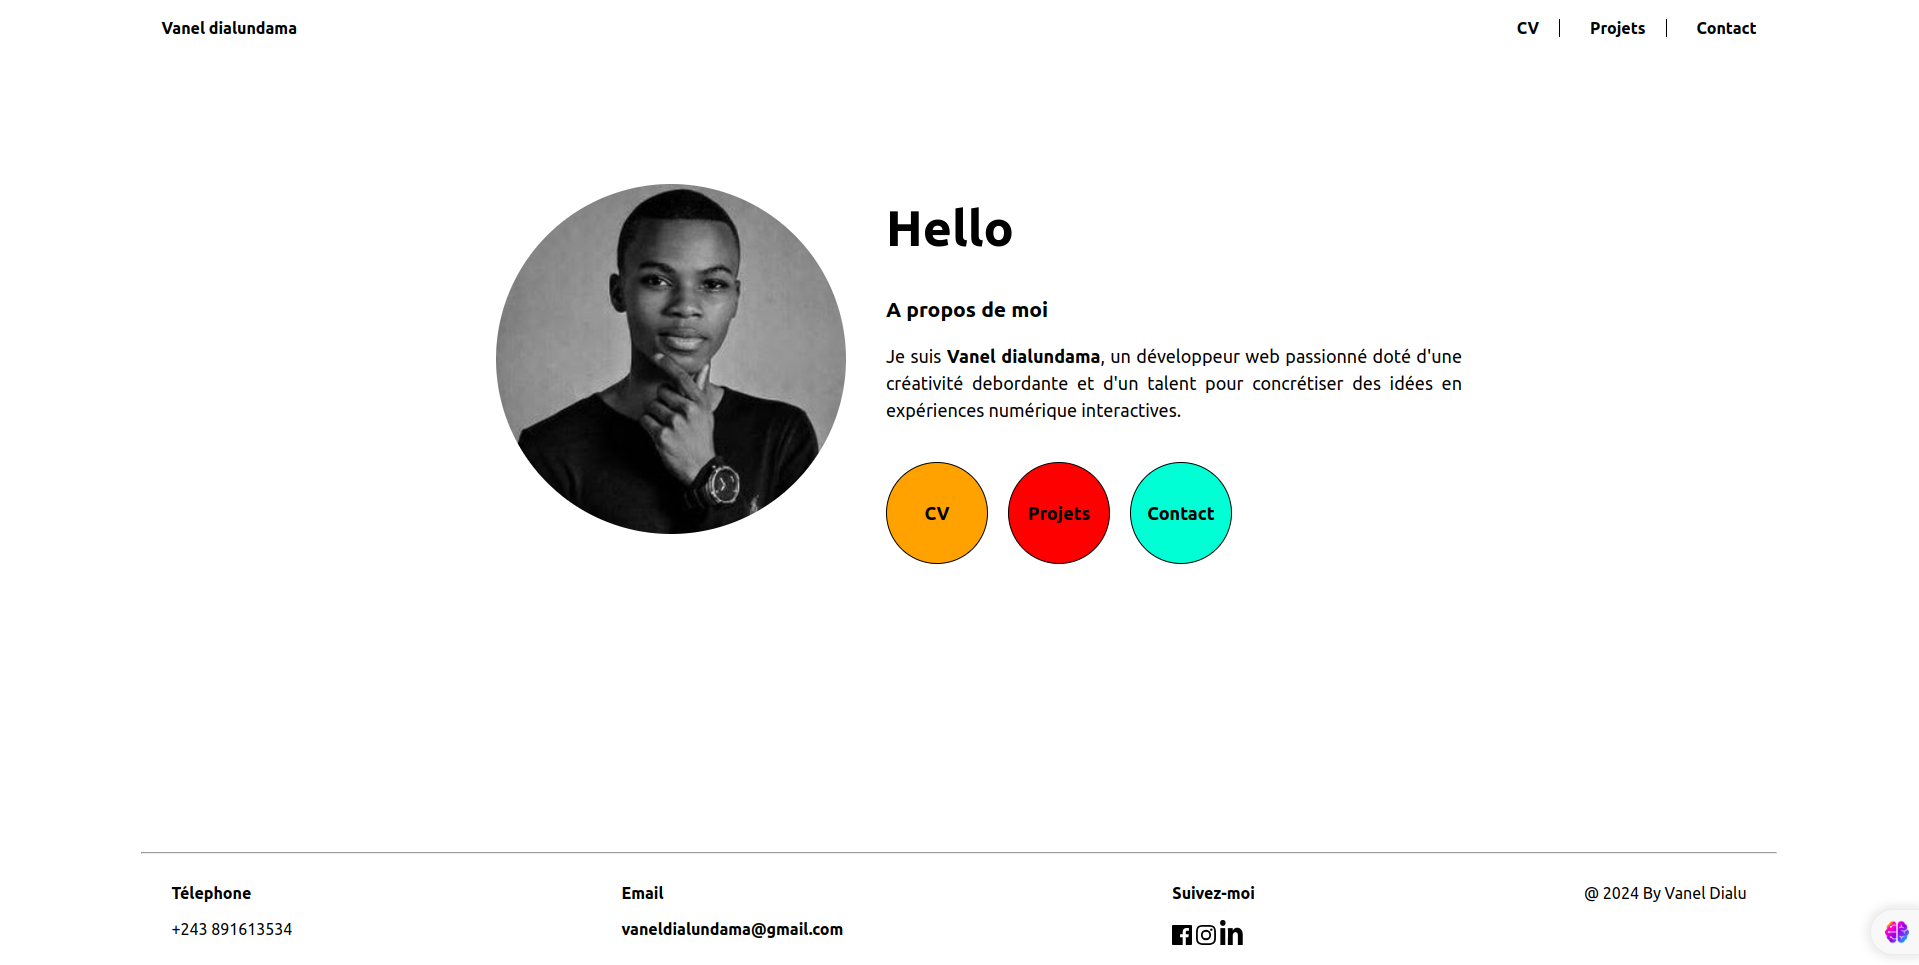 Vanel dialundama
CV
Projets
Contact
Hello
A propos de moi
Je suis Vanel dialundama, un développeur web passionné doté d'une
créativité debordante et d'un talent pour concrétiser des idées en
expériences numérique interactives.
CV
Projets
Contact
Télephone
+243 891613534
Email
vaneldialundama@gmail.com
Suivez-moi
@ 2024 By Vanel Dialu